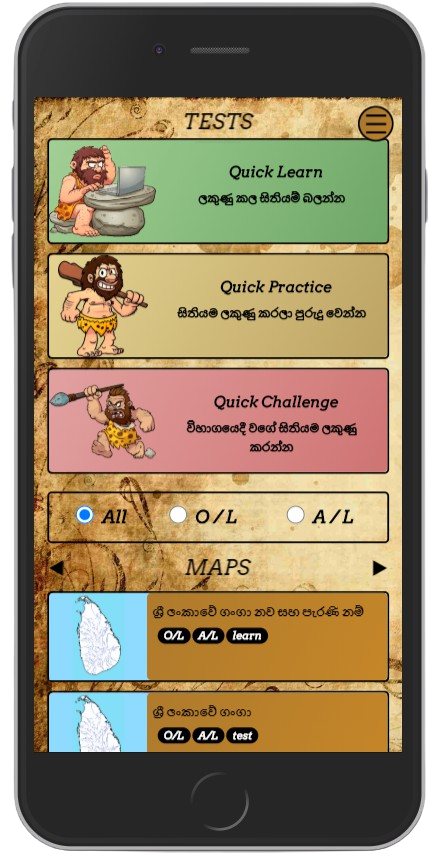 TESTS
Quick Learn
ලකුණු කල සිතියම් බලන්න
Quick Practice
සිතියම ලකුණු කරලා පුරුදු වෙන්න
Quick Challenge
විභාගයෙදි වගේ සිතියම ලකුණු
කරන්න
All O / L A / L
MAPS
ශ්‍රී ලංකාවේ ගංගා නව සහ පැරණි නම්
O/L A/L learn
ශ්‍රී ලංකාවේ ගංගා
O/L A/L test